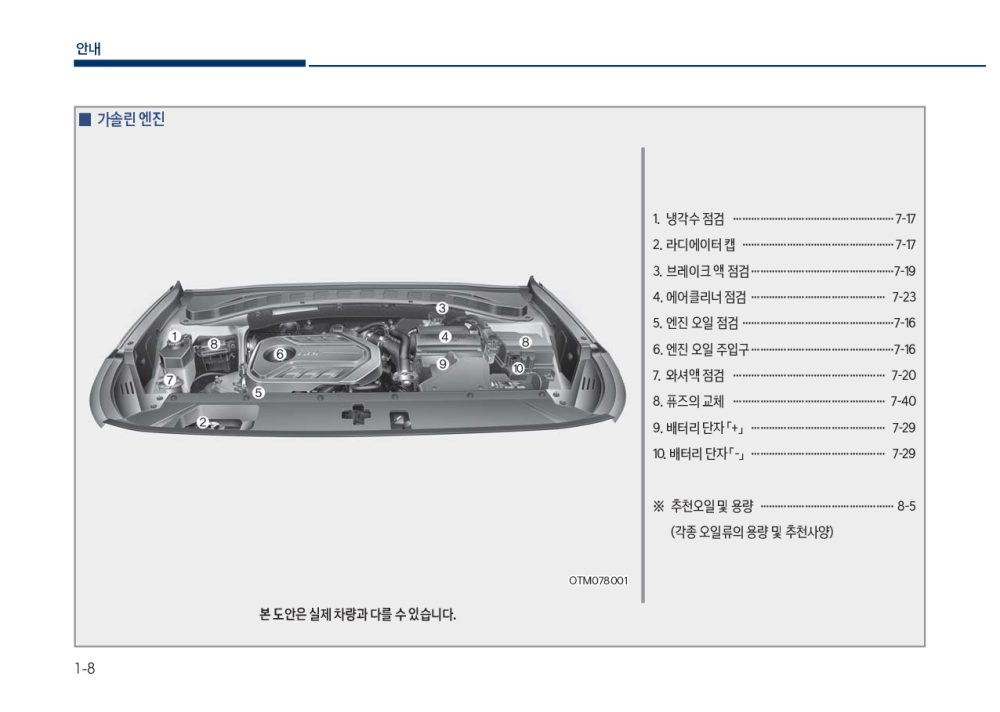 안내
■ 가솔린 엔진
1
8
6
7
5
2
3
4
8
9
10
1. 냉각수 점검 ······ 7-17
2. 라디에이터 캡 ······ 7-17
3. 브레이크 액 점검 ······ 7-19
4. 에어클리너 점검 ······ 7-23
5. 엔진 오일 점검 ······ 7-16
6. 엔진 오일 주입구 ······ 7-16
7. 와셔액 점검 ······ 7-20
8. 퓨즈의 교체 ······ 7-40
9. 배터리 단자「+」 ······ 7-29
10. 배터리 단자「-」 ······ 7-29
※ 추천오일 및 용량 ······ 8-5
(각종 오일류의 용량 및 추천사양)
OTM078001
본 도안은 실제 차량과 다를 수 있습니다.
1-8